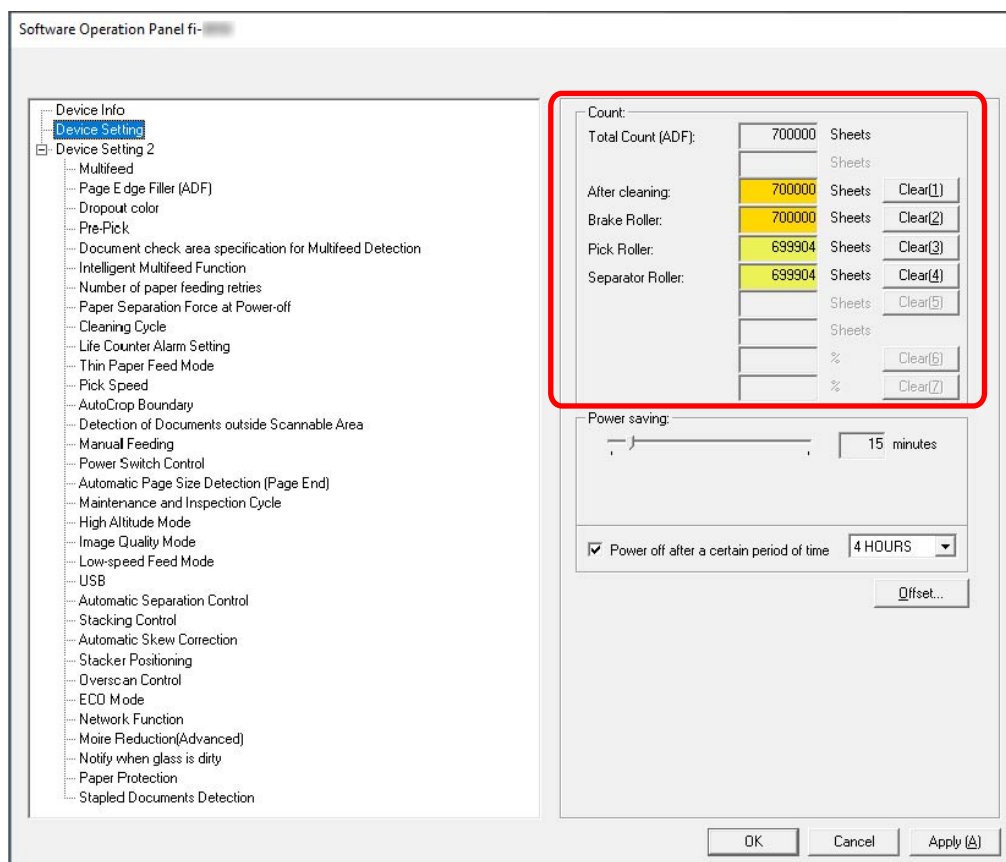 Software Operation Panel fi-
Device Info
Device Setting
Device Setting 2
Multifeed
Page Edge Filler (ADF)
Dropout color
Pre-Pick
Document check area specification for Multifeed Detection
Intelligent Multifeed Function
Number of paper feeding retries
Paper Separation Force at Power-off
Cleaning Cycle
Life Counter Alarm Setting
Thin Paper Feed Mode
Pick Speed
AutoCrop Boundary
Detection of Documents outside Scannable Area
Manual Feeding
Power Switch Control
Automatic Page Size Detection (Page End)
Maintenance and Inspection Cycle
High Altitude Mode
Image Quality Mode
Low-speed Feed Mode
USB
Automatic Separation Control
Stacking Control
Automatic Skew Correction
Stacker Positioning
Overscan Control
ECO Mode
Network Function
Moire Reduction(Advanced)
Notify when glass is dirty
Paper Protection
Stapled Documents Detection
Count:
Total Count (ADF): 700000 Sheets
Sheets
After cleaning: 700000 Sheets Clear(1)
Brake Roller: 700000 Sheets Clear(2)
Pick Roller: 699904 Sheets Clear(3)
Separator Roller: 699904 Sheets Clear(4)
Sheets Clear(5)
Sheets
% Clear(6)
% Clear(7)
Power saving:
15 minutes
Power off after a certain period of time 4 HOURS
Offset...
OK Cancel Apply (A)